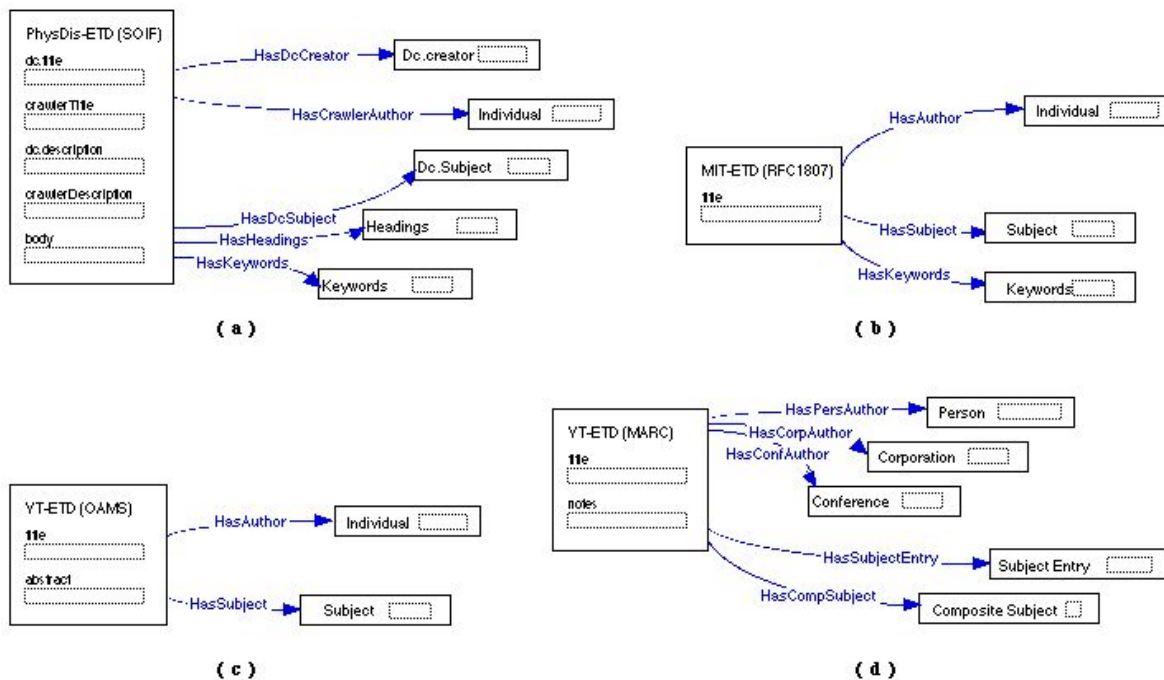 PhysDis-ETD (SOIF)
dc.title
crawlerTitle
dc.description
crawlerDescription
body
HasDcCreator
Dc.creator
HasCrawlerAuthor
Individual
Dc.Subject
HasDcSubject
Headings
HasHeadings
HasKeywords
Keywords
( a )
MIT-ETD (RFC1807)
title
HasAuthor
Individual
HasSubject
Subject
HasKeywords
Keywords
( b )
VT-ETD (OAMS)
title
abstract
HasAuthor
Individual
HasSubject
Subject
( c )
VT-ETD (MARC)
title
notes
HasPersAuthor
Person
HasCorpAuthor
Corporation
HasConfAuthor
Conference
HasSubjectEntry
Subject Entry
HasCompSubject
Composite Subject
( d )